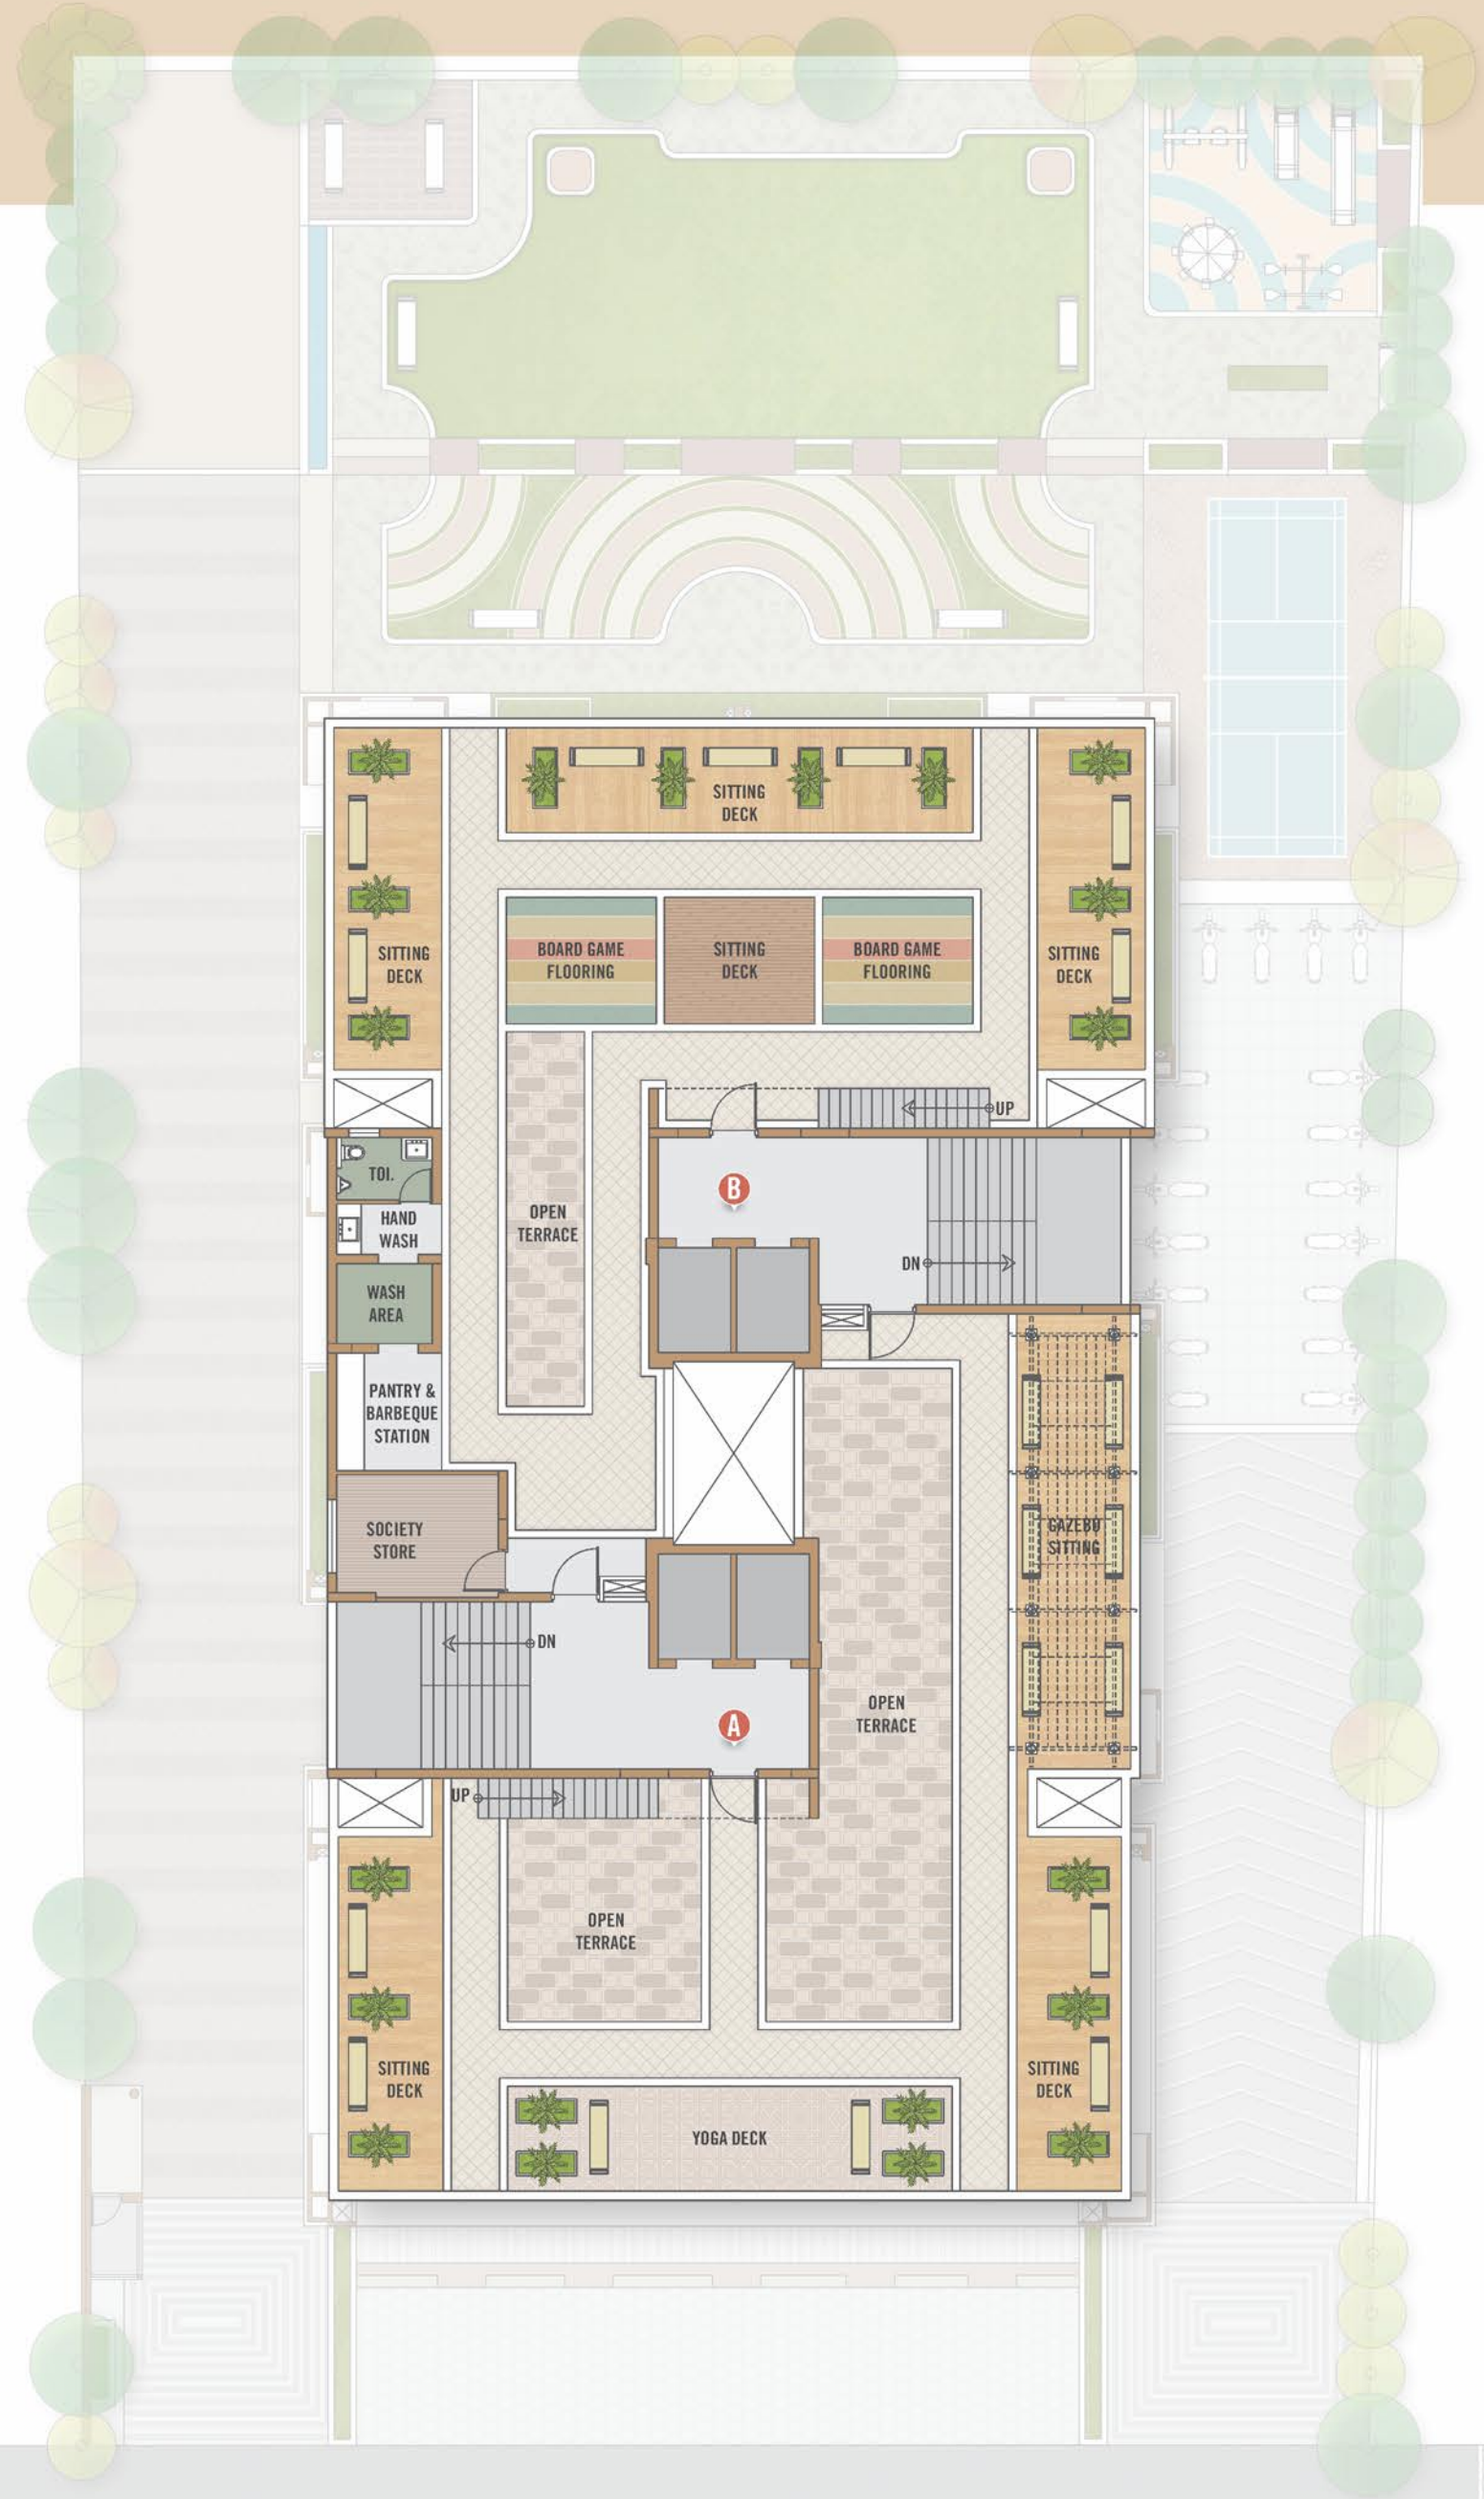 SITTING
DECK
SITTING
DECK
SITTING
DECK
BOARD GAME
FLOORING
SITTING
DECK
BOARD GAME
FLOORING
UP
TOI.
HAND
WASH
B
OPEN
TERRACE
DN
WASH
AREA
PANTRY &
BARBEQUE
STATION
SOCIETY
STORE
GAZEBO
SITTING
DN
A
OPEN
TERRACE
UP
OPEN
TERRACE
SITTING
DECK
SITTING
DECK
YOGA DECK